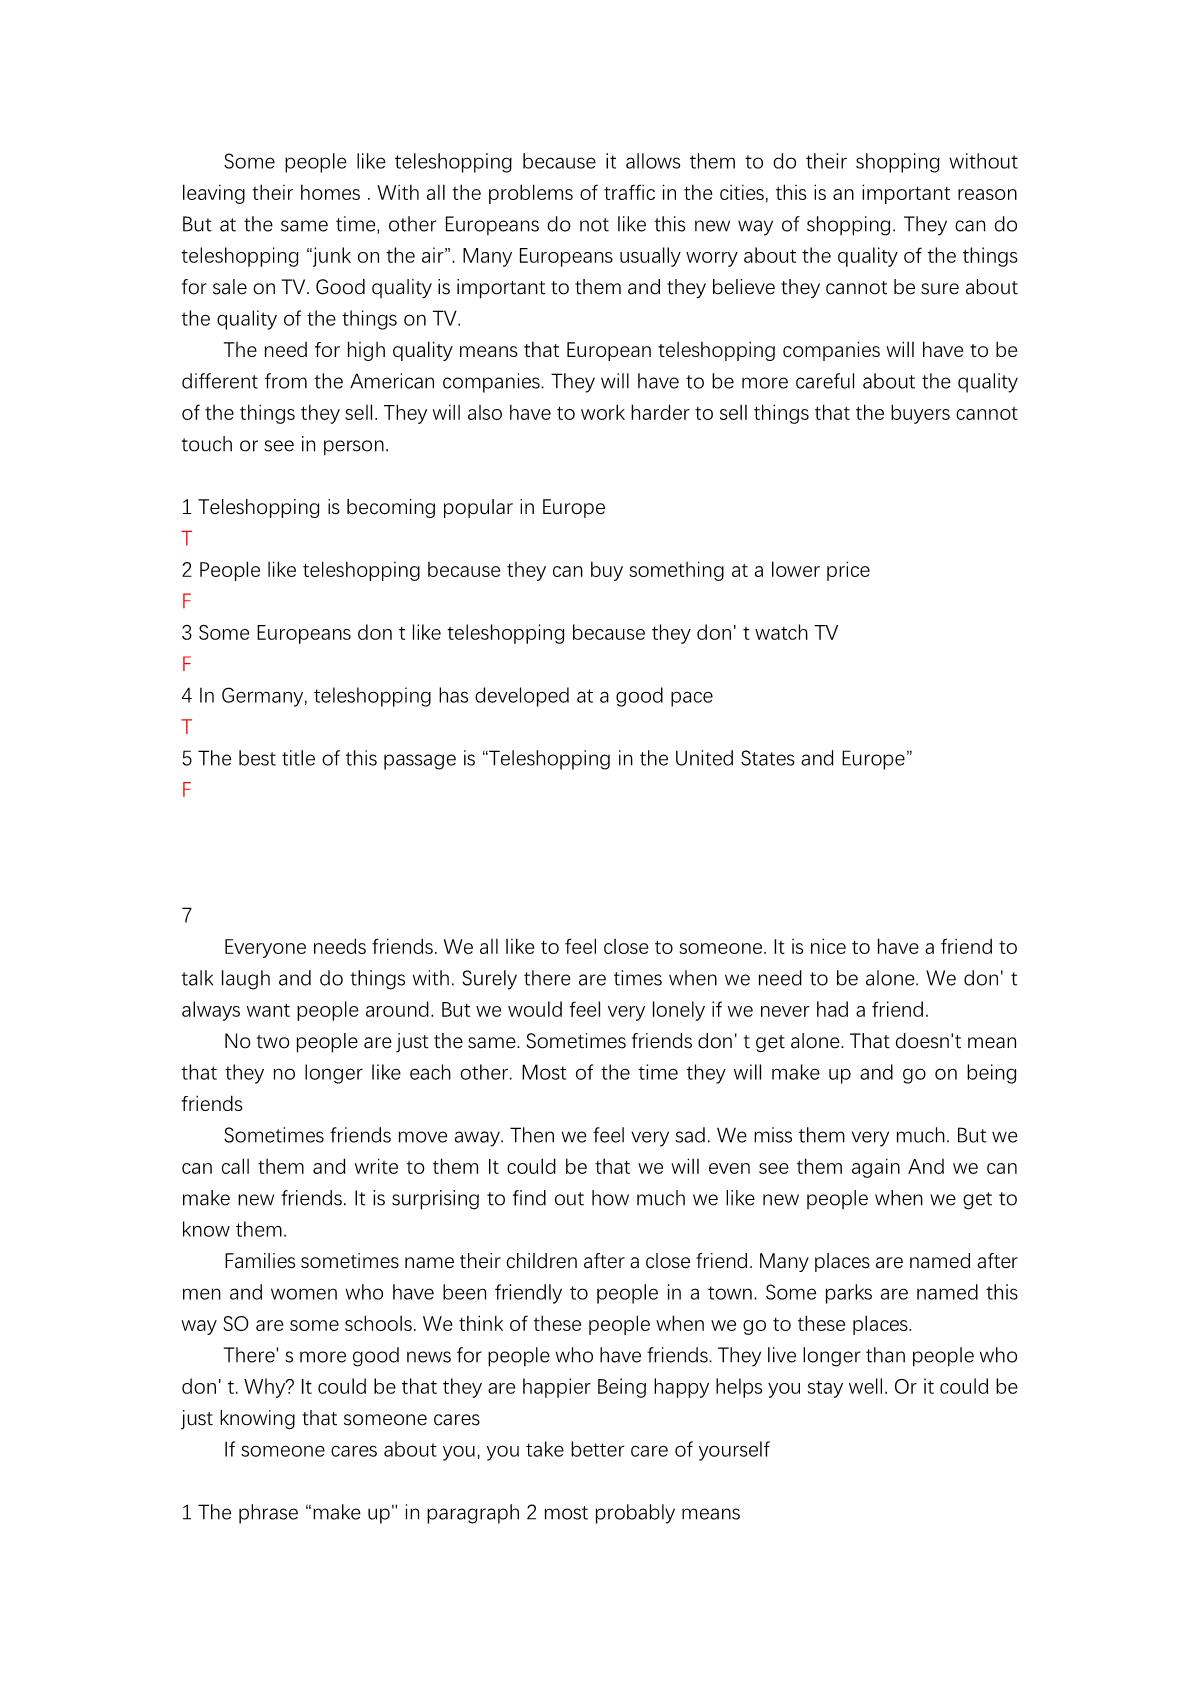 Some people like teleshopping because it allows them to do their shopping without
leaving their homes . With all the problems of traffic in the cities, this is an important reason
But at the same time, other Europeans do not like this new way of shopping. They can do
teleshopping “junk on the air”. Many Europeans usually worry about the quality of the things
for sale on TV. Good quality is important to them and they believe they cannot be sure about
the quality of the things on TV.
The need for high quality means that European teleshopping companies will have to be
different from the American companies. They will have to be more careful about the quality
of the things they sell. They will also have to work harder to sell things that the buyers cannot
touch or see in person.
1 Teleshopping is becoming popular in Europe
T
2 People like teleshopping because they can buy something at a lower price
F
3 Some Europeans don t like teleshopping because they don' t watch TV
F
4 In Germany, teleshopping has developed at a good pace
T
5 The best title of this passage is “Teleshopping in the United States and Europe”
F
7
Everyone needs friends. We all like to feel close to someone. It is nice to have a friend to
talk laugh and do things with. Surely there are times when we need to be alone. We don' t
always want people around. But we would feel very lonely if we never had a friend.
No two people are just the same. Sometimes friends don' t get alone. That doesn't mean
that they no longer like each other. Most of the time they will make up and go on being
friends
Sometimes friends move away. Then we feel very sad. We miss them very much. But we
can call them and write to them It could be that we will even see them again And we can
make new friends. It is surprising to find out how much we like new people when we get to
know them.
Families sometimes name their children after a close friend. Many places are named after
men and women who have been friendly to people in a town. Some parks are named this
way SO are some schools. We think of these people when we go to these places.
There' s more good news for people who have friends. They live longer than people who
don' t. Why? It could be that they are happier Being happy helps you stay well. Or it could be
just knowing that someone cares
If someone cares about you, you take better care of yourself
1 The phrase “make up" in paragraph 2 most probably means